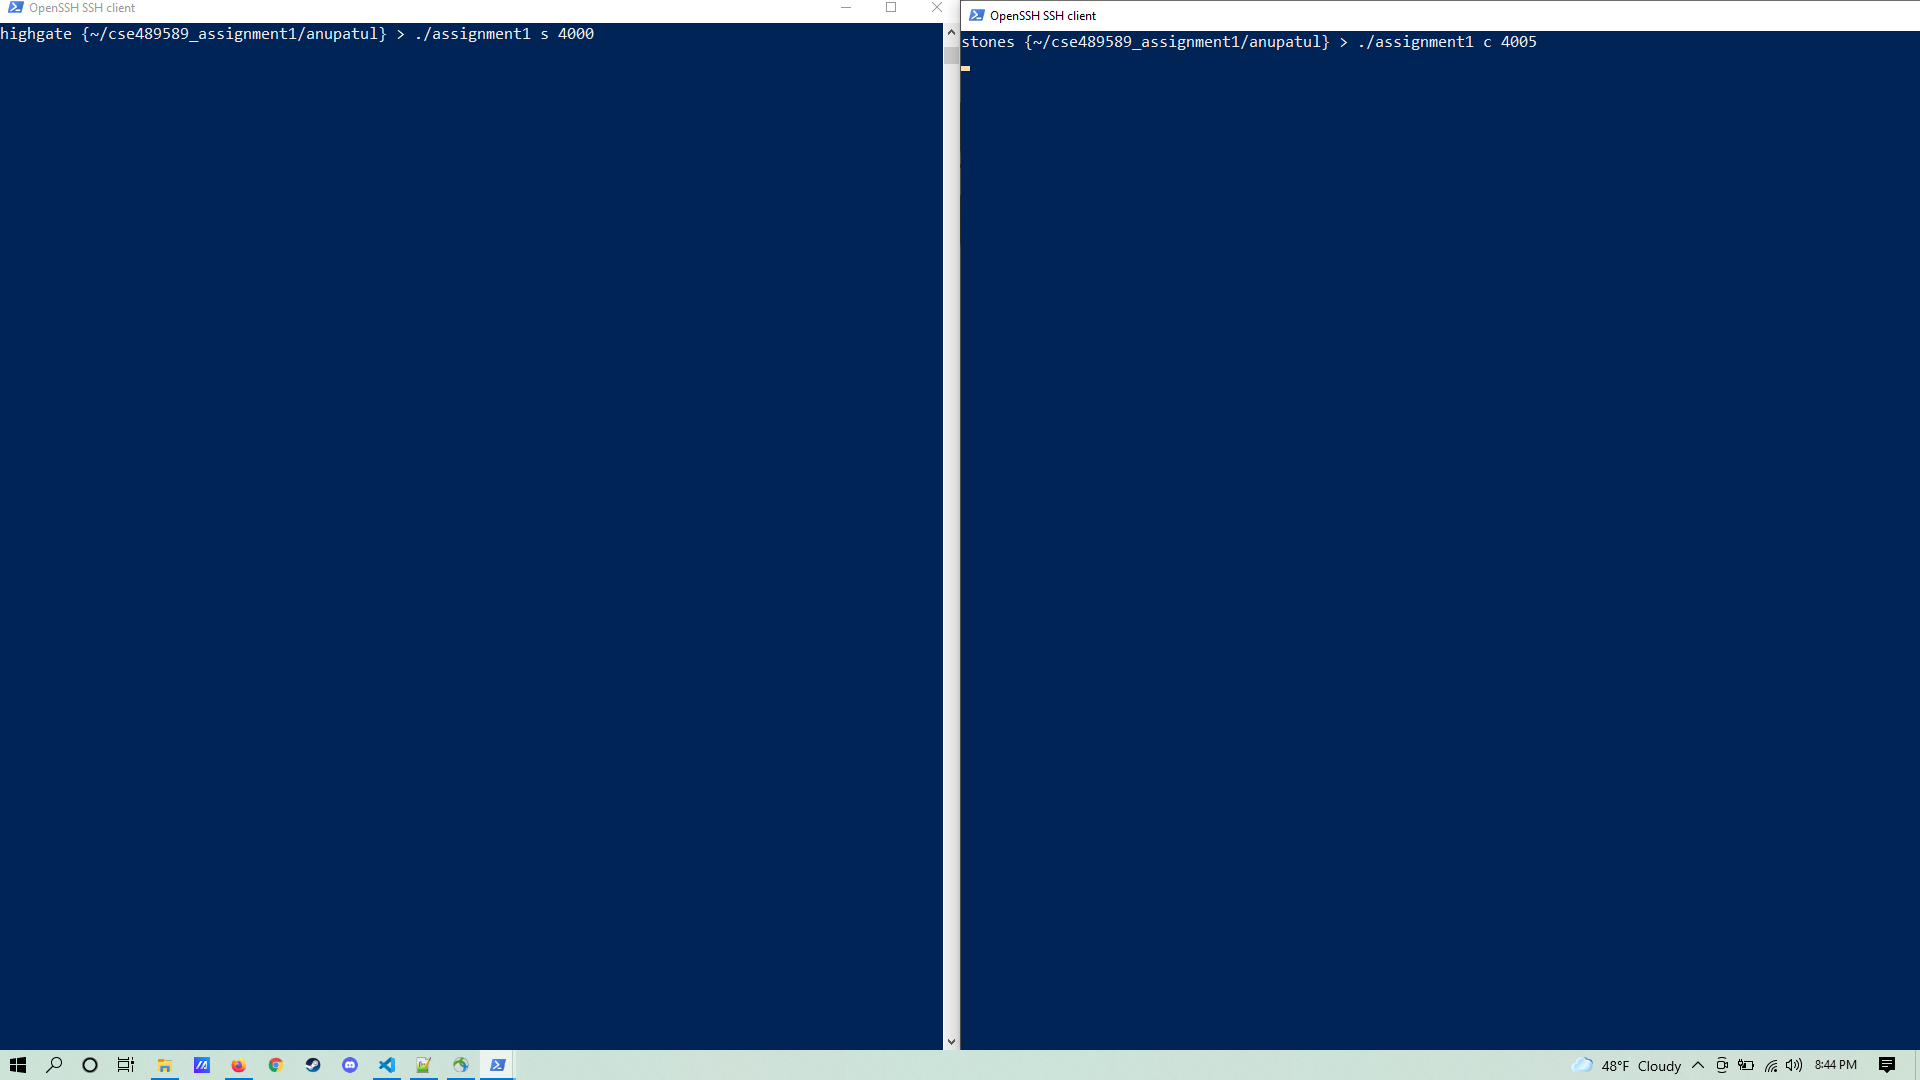 OpenSSH SSH client
highgate {~/cse489589_assignment1/anupatul} > ./assignment1 s 4000
OpenSSH SSH client
stones {~/cse489589_assignment1/anupatul} > ./assignment1 c 4005
48°F Cloudy
8:44 PM